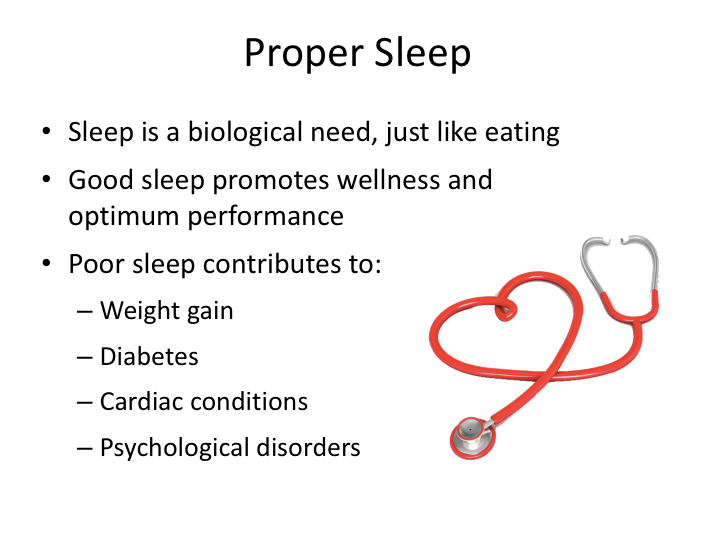 Proper Sleep
• Sleep is a biological need, just like eating
• Good sleep promotes wellness and
optimum performance
• Poor sleep contributes to:
– Weight gain
– Diabetes
– Cardiac conditions
– Psychological disorders